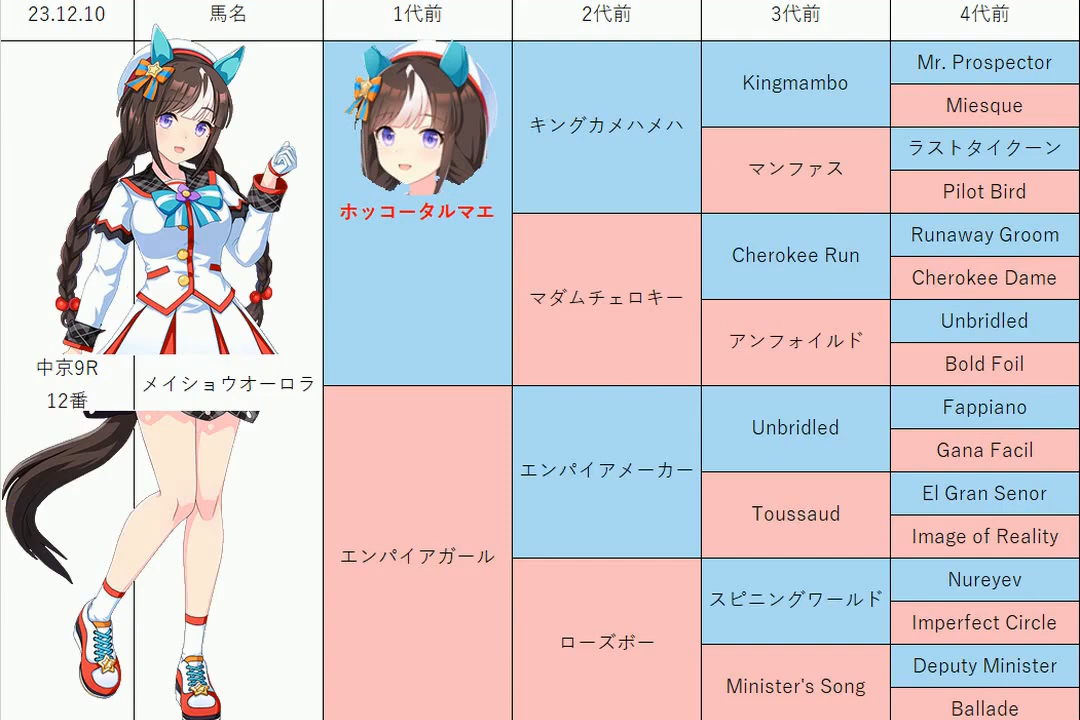 23.12.10
馬名
1代前
2代前
3代前
4代前
中京9R
12番
メイショウオーロラ
ホッコータルマエ
エンパイアガール
キングカメハメハ
マダムチェロキー
エンパイアメーカー
ローズボー
Kingmambo
マンファス
Cherokee Run
アンフォイルド
Unbridled
Toussaud
スピニングワールド
Minister's Song
Mr. Prospector
Miesque
ラストタイクーン
Pilot Bird
Runaway Groom
Cherokee Dame
Unbridled
Bold Foil
Fappiano
Gana Facil
El Gran Senor
Image of Reality
Nureyev
Imperfect Circle
Deputy Minister
Ballade